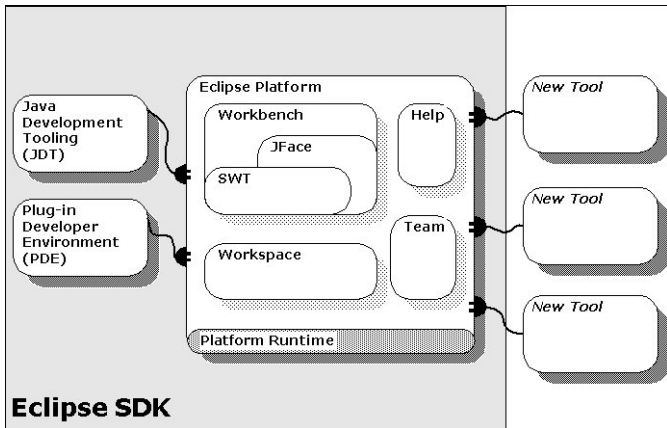 Eclipse Platform
Java
Development
Tooling
(JDT)
Workbench
JFace
SWT
Help
New Tool
Plug-in
Developer
Environment
(PDE)
Workspace
Team
New Tool
New Tool
Platform Runtime
Eclipse SDK